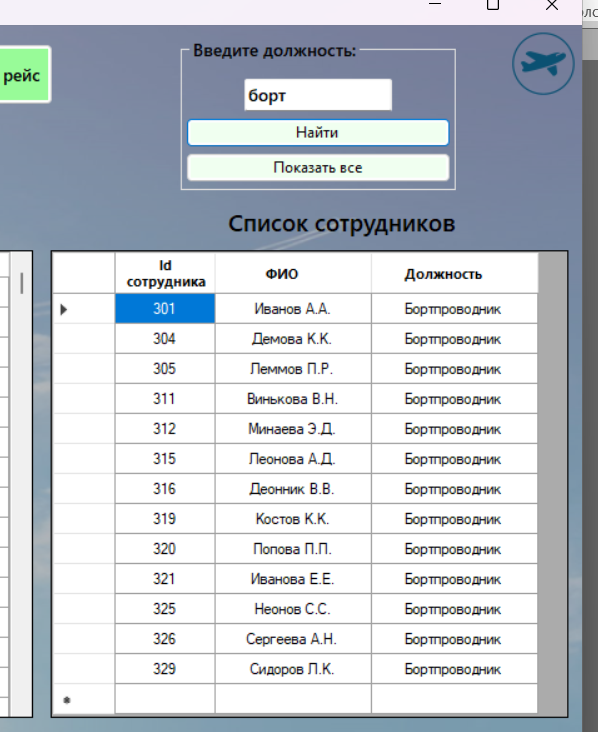 рейс
Введите должность:
борт
Найти
Показать все
Список сотрудников
Id сотрудника ФИО Должность
301 Иванов А.А. Бортпроводник
304 Демова К.К. Бортпроводник
305 Леммов П.Р. Бортпроводник
311 Винькова В.Н. Бортпроводник
312 Минаева Э.Д. Бортпроводник
315 Леонова А.Д. Бортпроводник
316 Деонник В.В. Бортпроводник
319 Костов К.К. Бортпроводник
320 Попова П.П. Бортпроводник
321 Иванова Е.Е. Бортпроводник
325 Неонов С.С. Бортпроводник
326 Сергеева А.Н. Бортпроводник
329 Сидоров Л.К. Бортпроводник